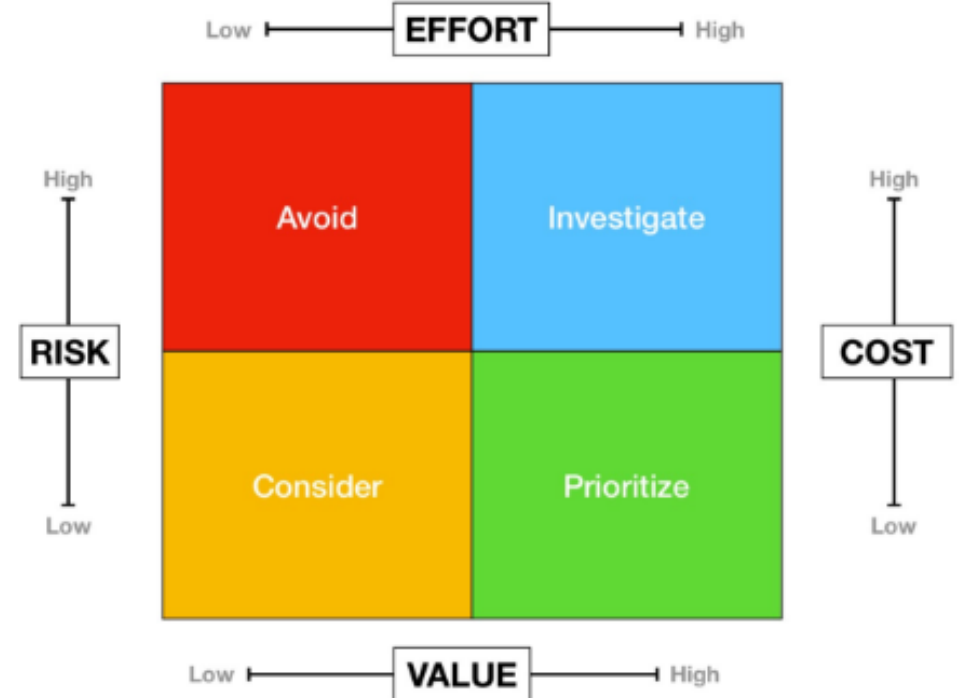 Low EFFORT High
High High
Avoid Investigate
RISK COST
Consider Prioritize
Low Low
Low VALUE High